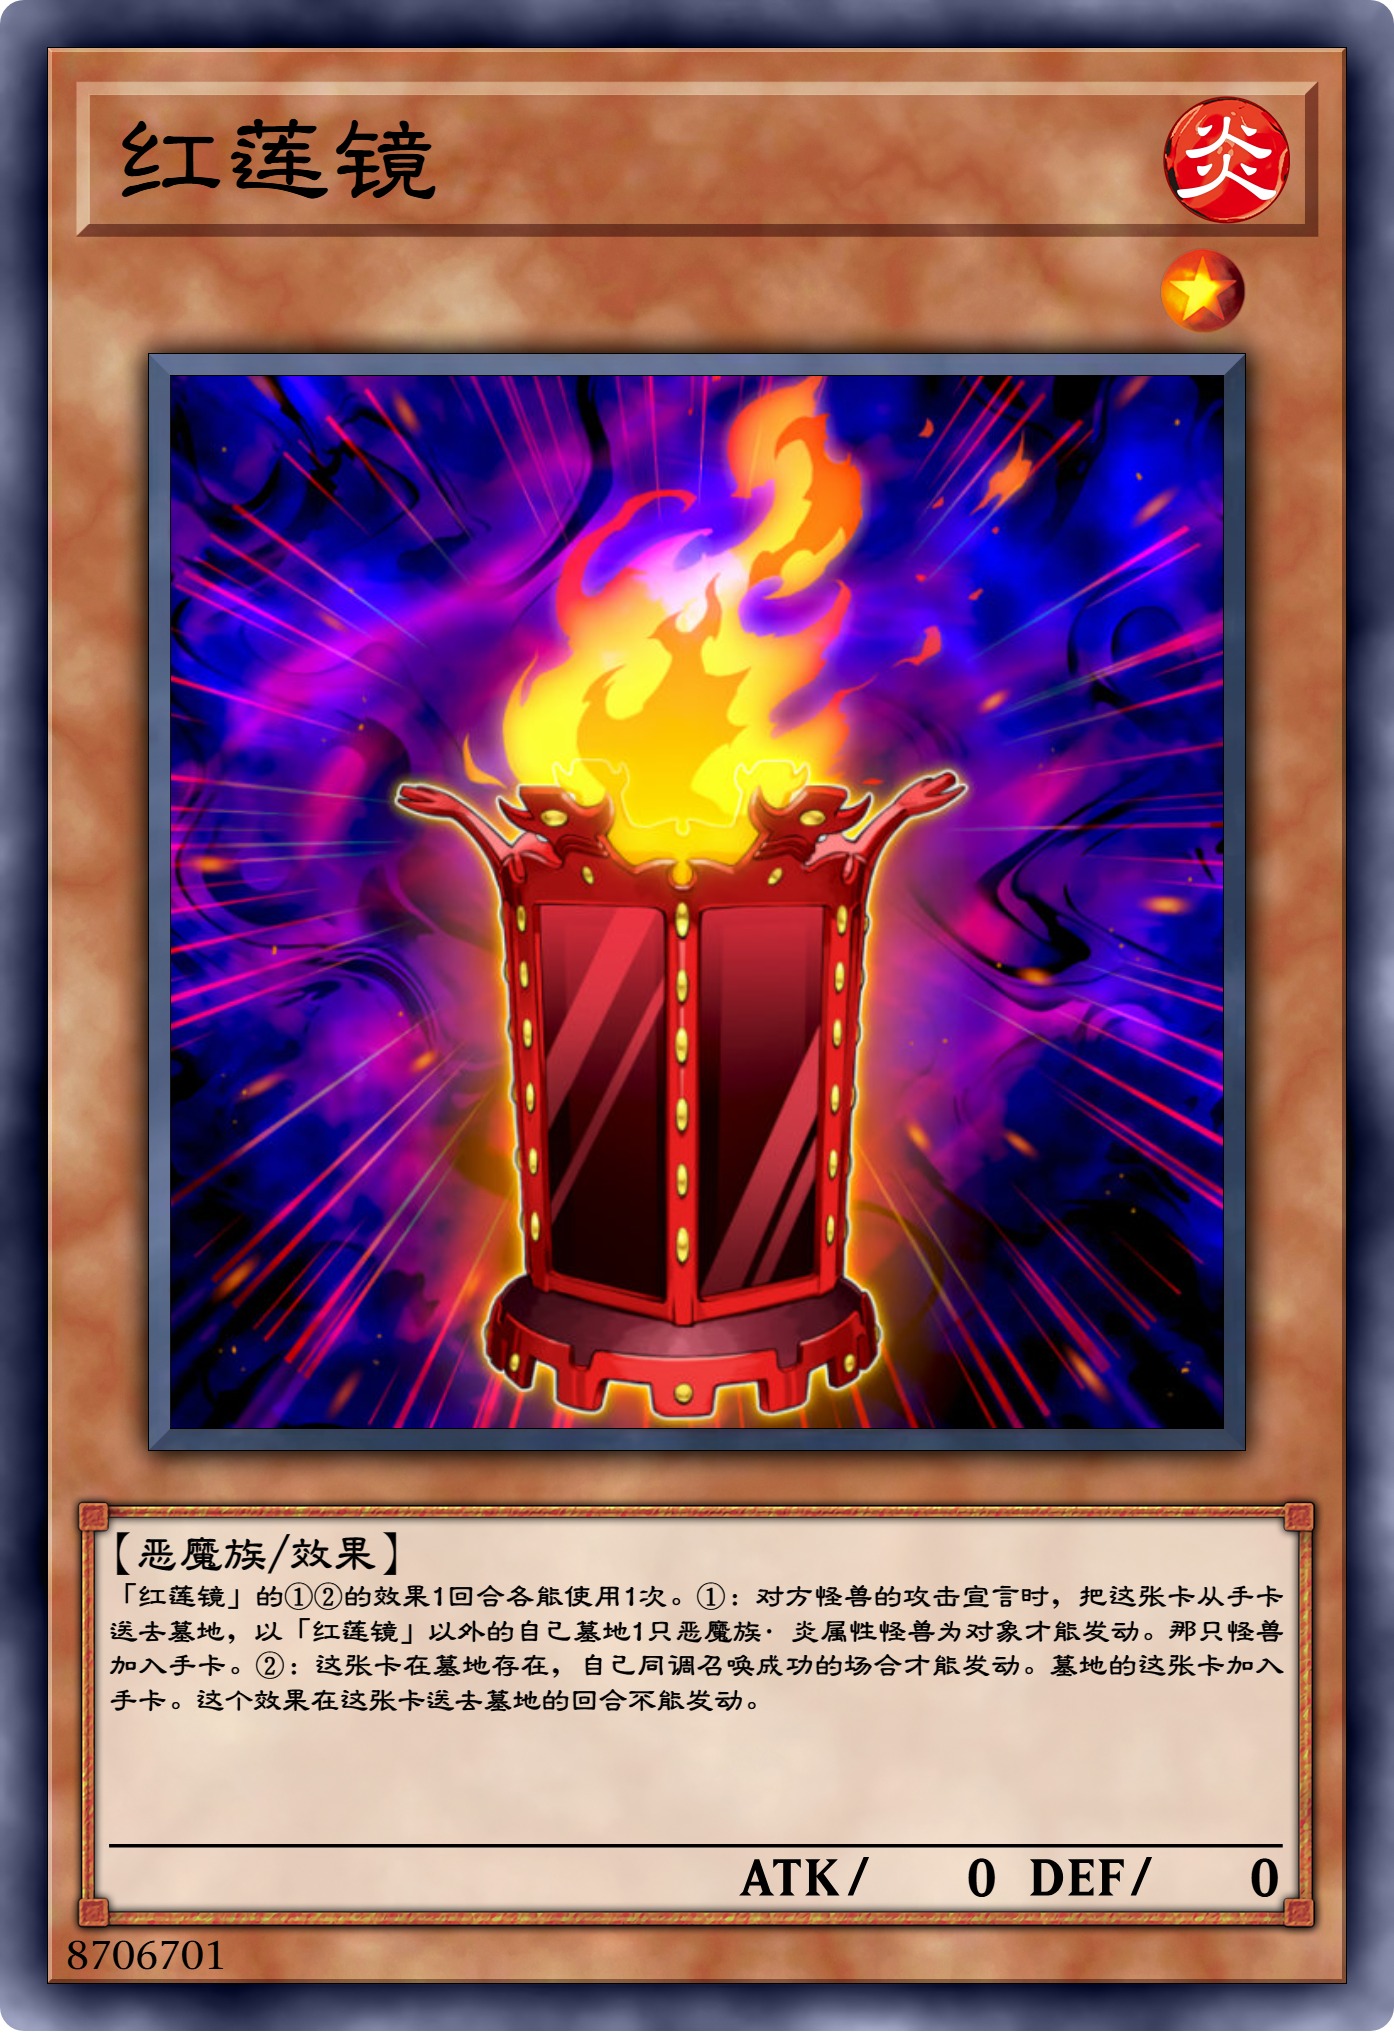 红莲镜
炎
【恶魔族/效果】
「红莲镜」的①②的效果1回合各能使用1次。①：对方怪兽的攻击宣言时，把这张卡从手卡
送去墓地，以「红莲镜」以外的自己墓地1只恶魔族·炎属性怪兽为对象才能发动。那只怪兽
加入手卡。②：这张卡在墓地存在，自己同调召唤成功的场合才能发动。墓地的这张卡加入
手卡。这个效果在这张卡送去墓地的回合不能发动。
ATK/ 0 DEF/ 0
8706701